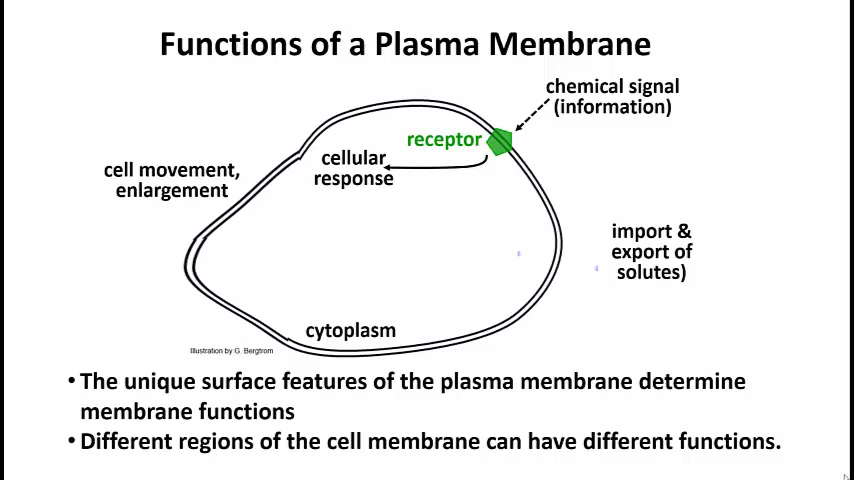 Functions of a Plasma Membrane
chemical signal
(information)
receptor
cellular
response
cell movement,
enlargement
import &
export of
solutes)
cytoplasm
Illustration by G. Bergtrom
• The unique surface features of the plasma membrane determine
membrane functions
• Different regions of the cell membrane can have different functions.